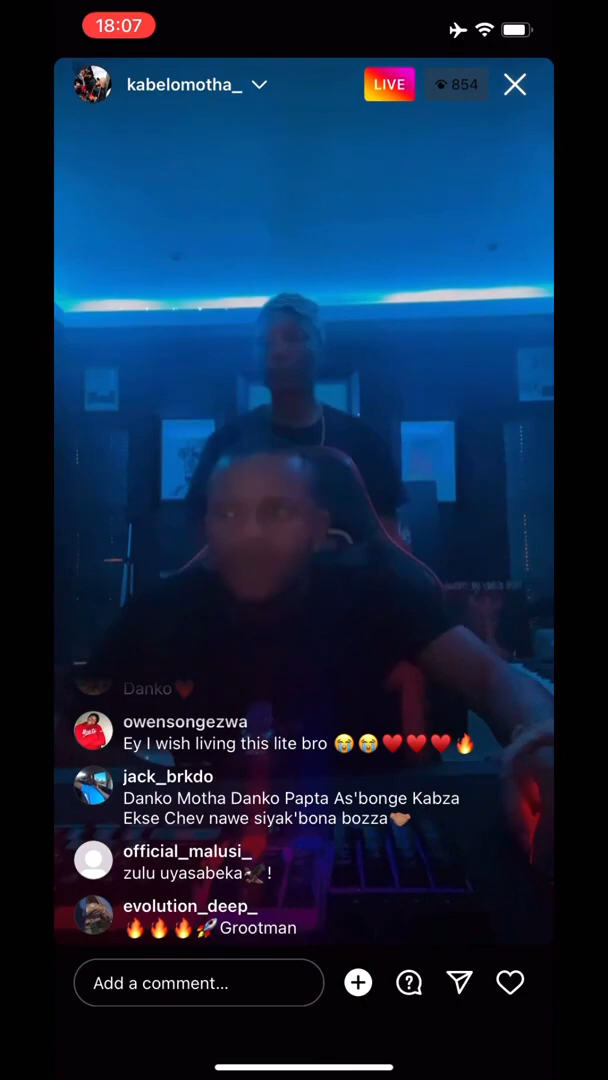 18:07
kabelomotha_
LIVE
854
Danko❤️
owensongezwa
Ey I wish living this lite bro 😭😭❤️❤️❤️🔥
jack_brkdo
Danko Motha Danko Papta As'bonge Kabza
Ekse Chev nawe siyak'bona bozza🤝🏽
official_malusi_
zulu uyasabeka🚀!
evolution_deep_
🔥🔥🔥🚀Grootman
Add a comment...